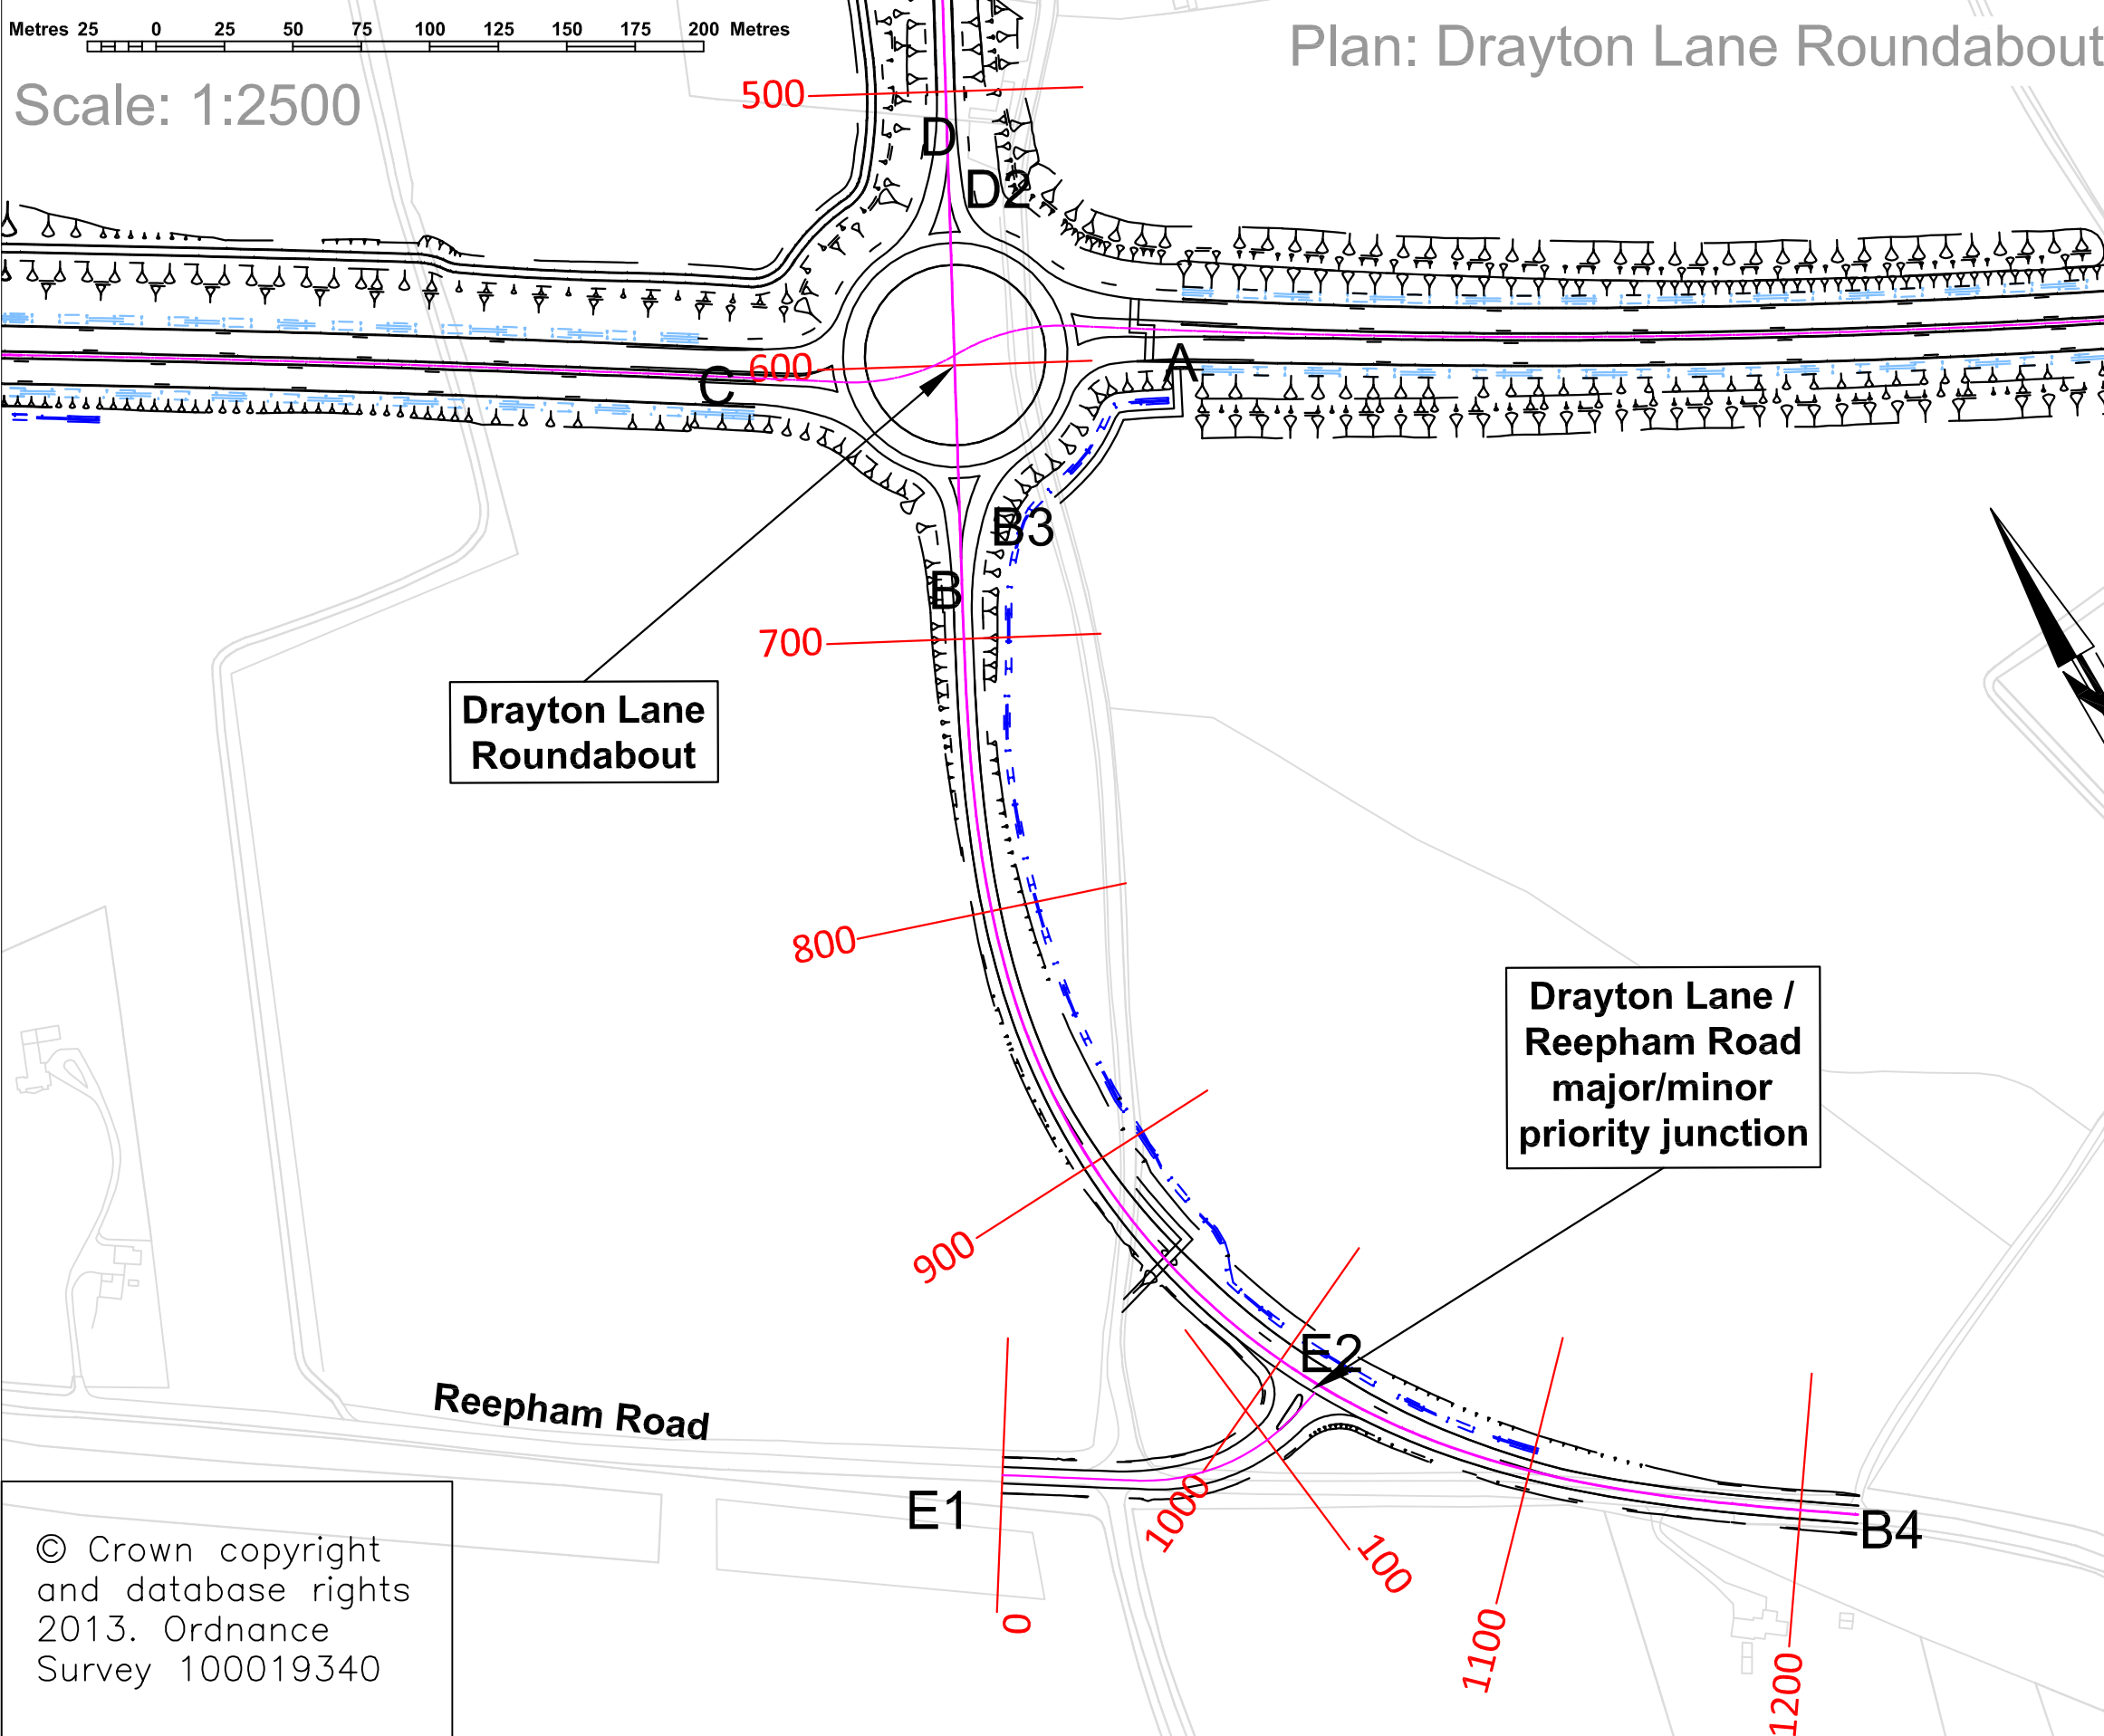 Metres 25 0 25 50 75 100 125 150 175 200 Metres
Plan: Drayton Lane Roundabout
Scale: 1:2500
500
D
D2
600
C
A
B3
B
700
Drayton Lane
Roundabout
800
Drayton Lane /
Reepham Road
major/minor
priority junction
900
E2
Reepham Road
E1
1000
100
B4
0
1100
1200
© Crown copyright
and database rights
2013. Ordnance
Survey 100019340